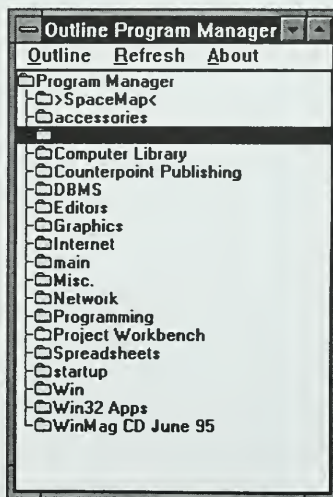 Outline Program Manager
Outline Refresh About
Program Manager
>SpaceMap<
accessories
Computer Library
Counterpoint Publishing
DBMS
Editors
Graphics
Internet
main
Misc.
Network
Programming
Project Workbench
Spreadsheets
startup
Win
Win32 Apps
WinMag CD June 95